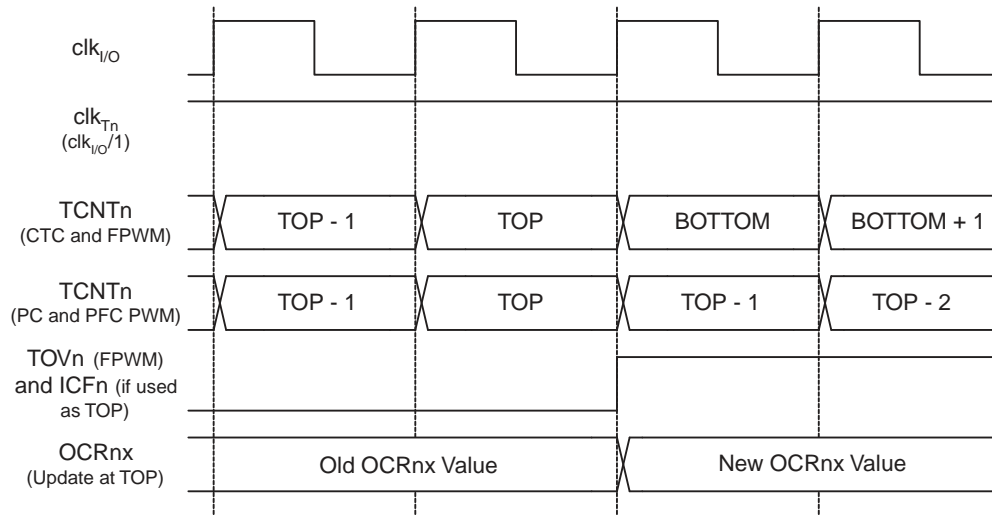 clkI/O
clkTn
(clkI/O/1)
TCNTn
(CTC and FPWM)
TOP - 1
TOP
BOTTOM
BOTTOM + 1
TCNTn
(PC and PFC PWM)
TOP - 1
TOP
TOP - 1
TOP - 2
TOVn (FPWM)
and ICFn (if used
as TOP)
OCRnx
(Update at TOP)
Old OCRnx Value
New OCRnx Value